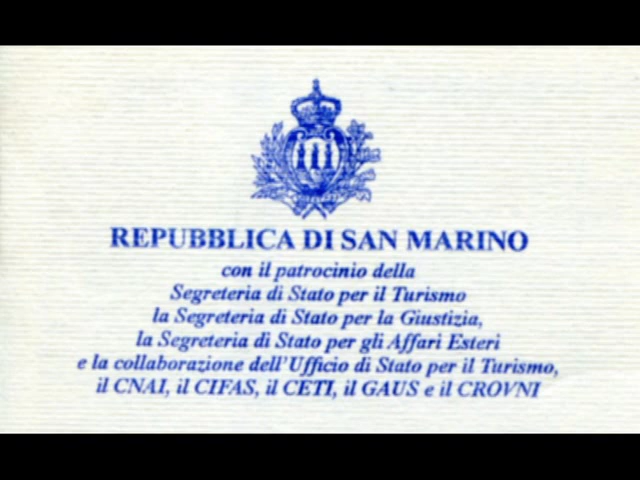 REPUBBLICA DI SAN MARINO
con il patrocinio della
Segreteria di Stato per il Turismo
la Segreteria di Stato per la Giustizia,
la Segreteria di Stato per gli Affari Esteri
e la collaborazione dell'Ufficio di Stato per il Turismo,
il CNAI, il CIFAS, il CETI, il GAUS e il CROVNI